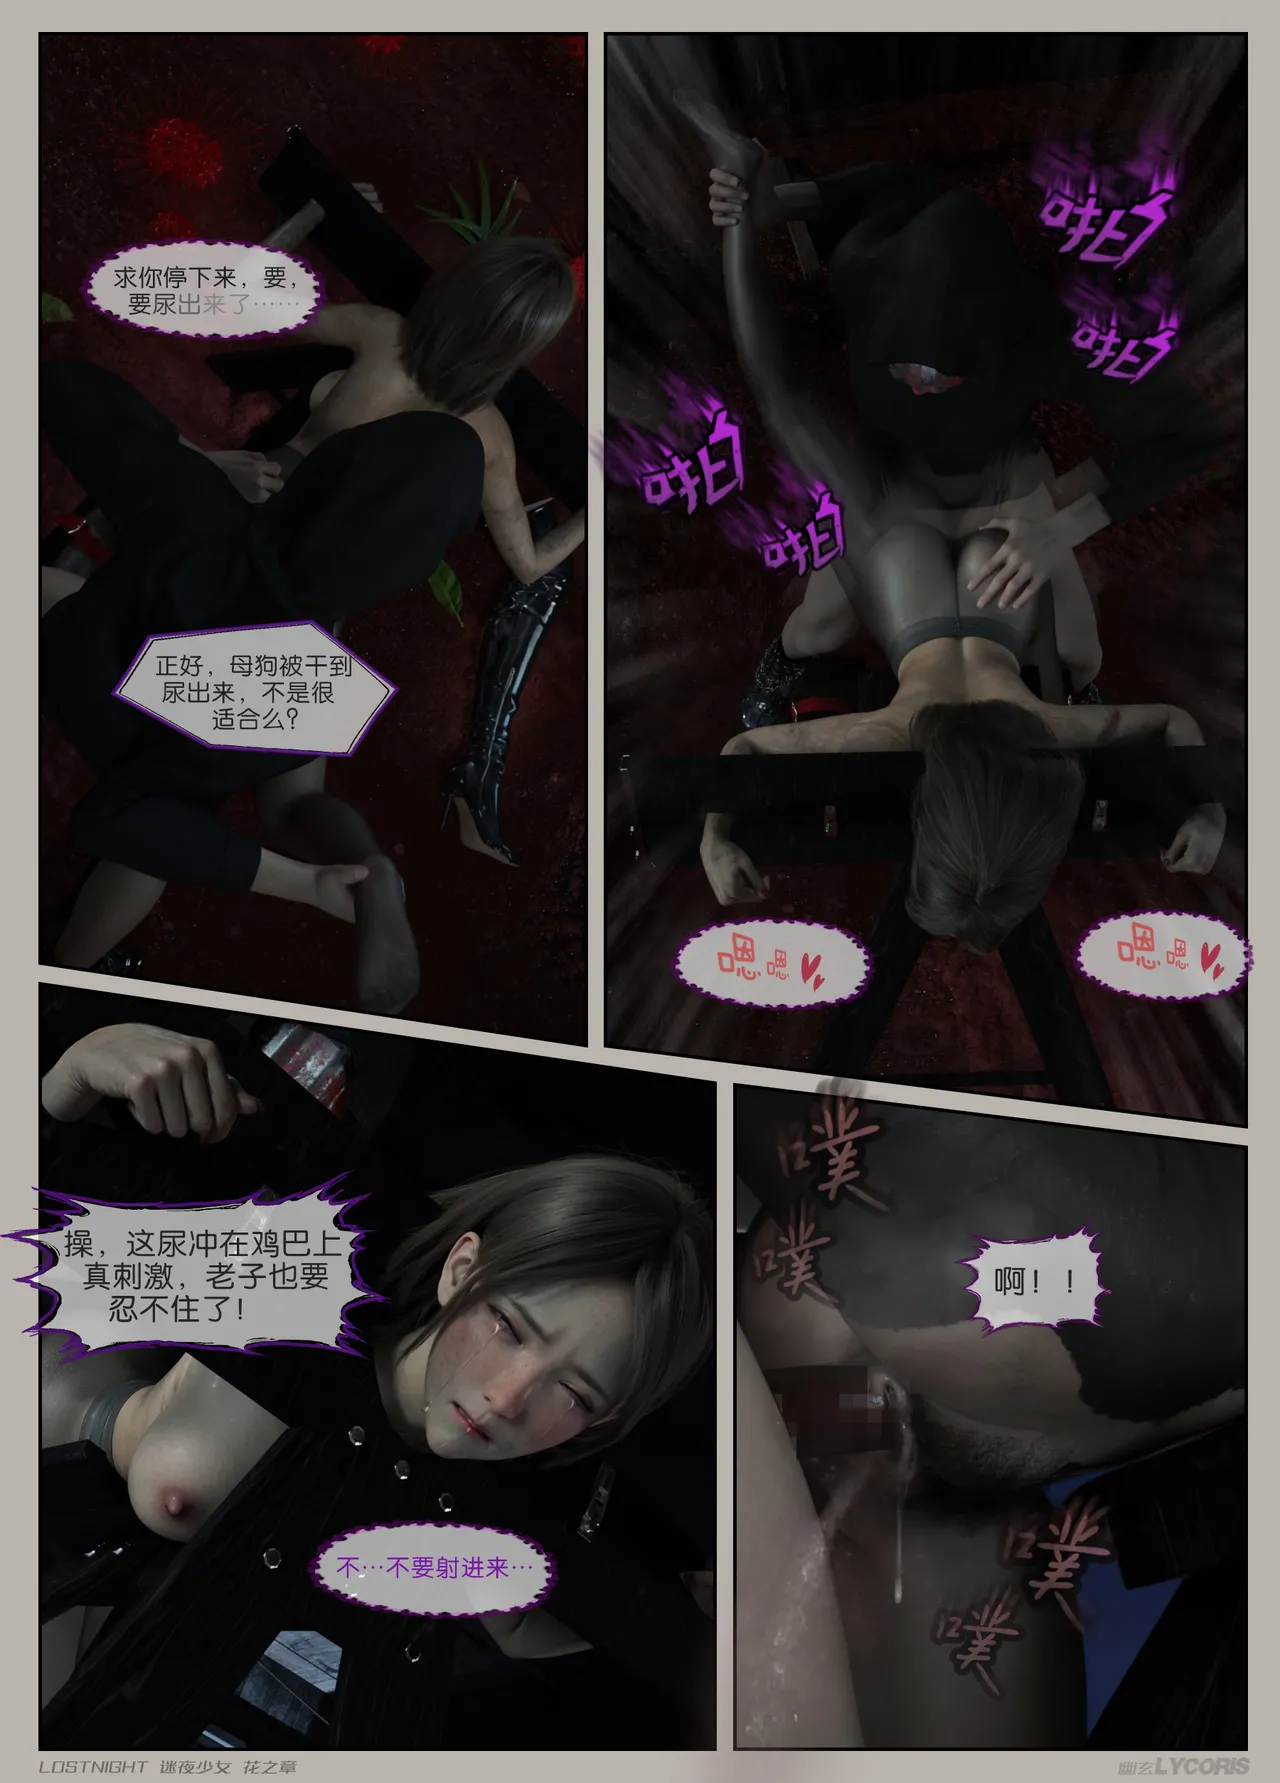 求你停下来，要，
要尿出来了……
正好，母狗被干到
尿出来，不是很
适合么？
啪
啪
啪
啪
嗯嗯
嗯嗯
操，这尿冲在鸡巴上
真刺激，老子也要
忍不住了！
不…不要射进来…
噗
噗
啊！！
噗
噗
LOSTNIGHT 迷夜少女 花之章
幽玄LYCORIS